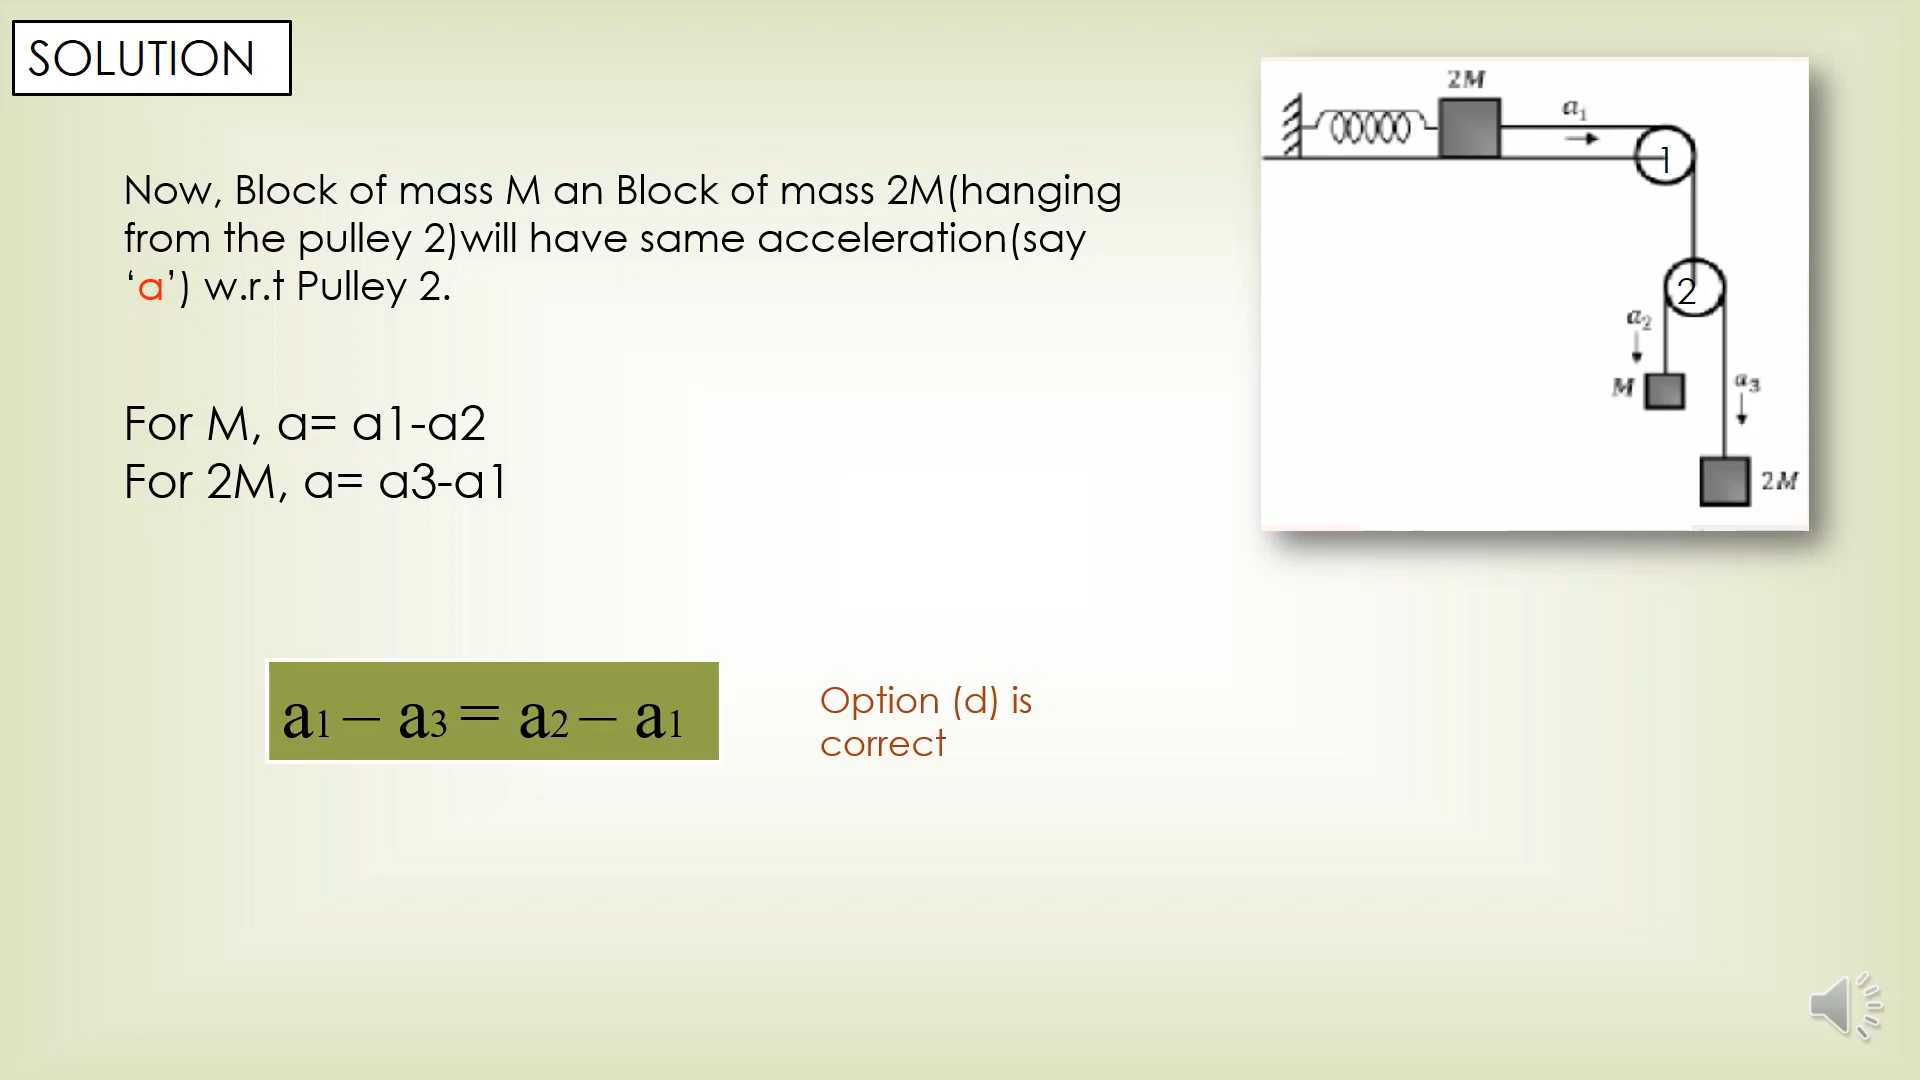 SOLUTION
Now, Block of mass M an Block of mass 2M(hanging
from the pulley 2)will have same acceleration(say
‘a’) w.r.t Pulley 2.
For M, a= a1-a2
For 2M, a= a3-a1
a1 – a3 = a2 – a1
Option (d) is
correct
2M
a1
1
2
a2
M
a3
2M